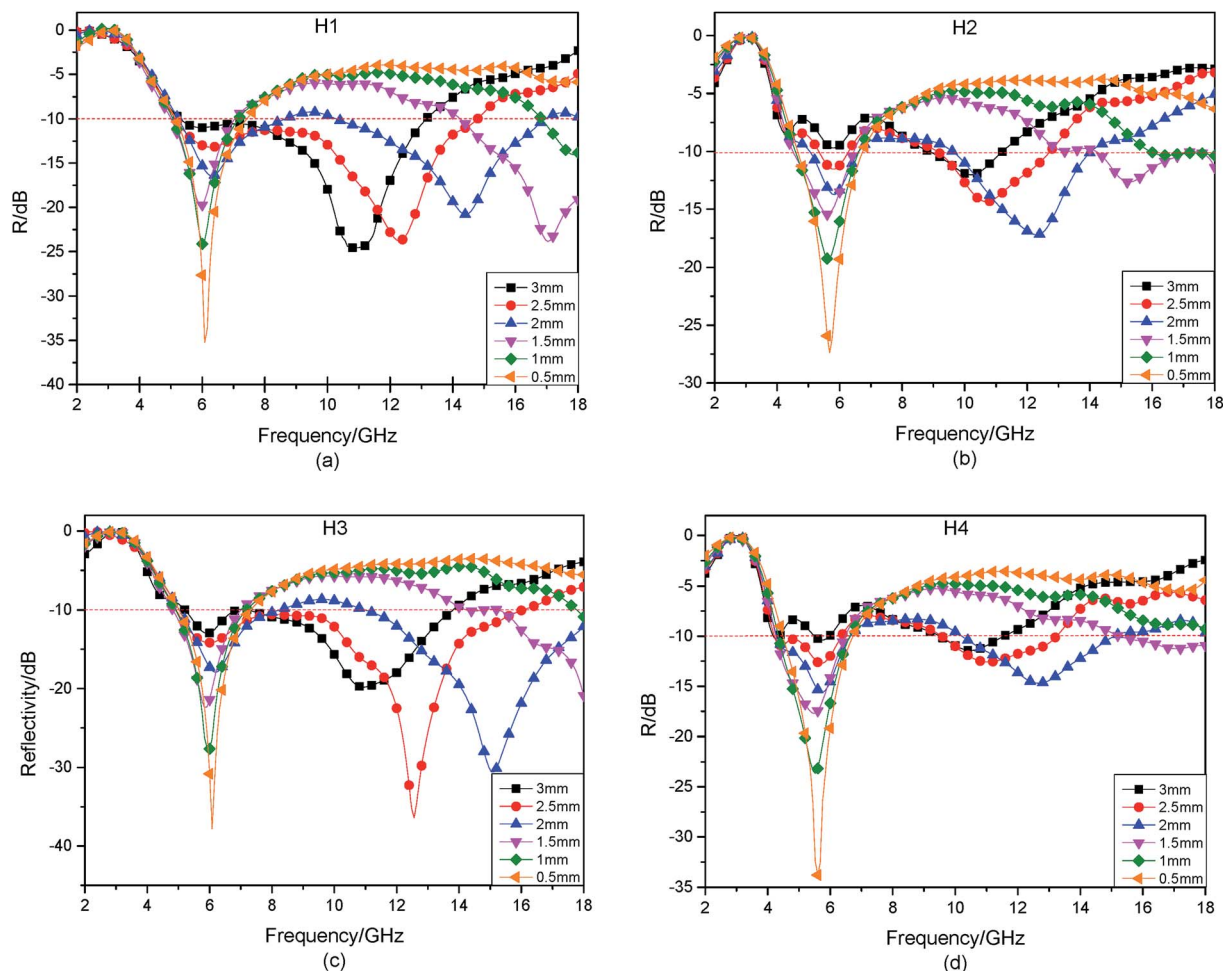 H1
0
-5
-10
-15
-20
-25
-30
-35
-40
R/dB
3mm
2.5mm
2mm
1.5mm
1mm
0.5mm
2 4 6 8 10 12 14 16 18
Frequency/GHz
(a)
H2
0
-5
-10
-15
-20
-25
-30
R/dB
3mm
2.5mm
2mm
1.5mm
1mm
0.5mm
2 4 6 8 10 12 14 16 18
Frequency/GHz
(b)
H3
0
-10
-20
-30
-40
Reflectivity/dB
3mm
2.5mm
2mm
1.5mm
1mm
0.5mm
2 4 6 8 10 12 14 16 18
Frequency/GHz
(c)
H4
0
-5
-10
-15
-20
-25
-30
-35
R/dB
3mm
2.5mm
2mm
1.5mm
1mm
0.5mm
2 4 6 8 10 12 14 16 18
Frequency/GHz
(d)